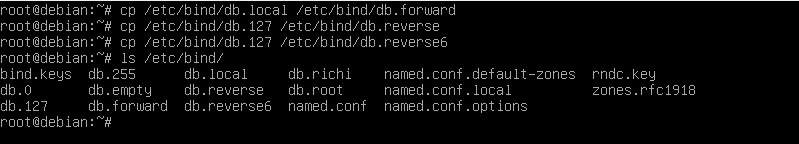 root@debian:~# cp /etc/bind/db.local /etc/bind/db.forward
root@debian:~# cp /etc/bind/db.127 /etc/bind/db.reverse
root@debian:~# cp /etc/bind/db.127 /etc/bind/db.reverse6
root@debian:~# ls /etc/bind/
bind.keys  db.255      db.local     db.richi    named.conf.default-zones  rndc.key
db.0       db.empty    db.reverse   db.root     named.conf.local          zones.rfc1918
db.127     db.forward  db.reverse6  named.conf  named.conf.options
root@debian:~#